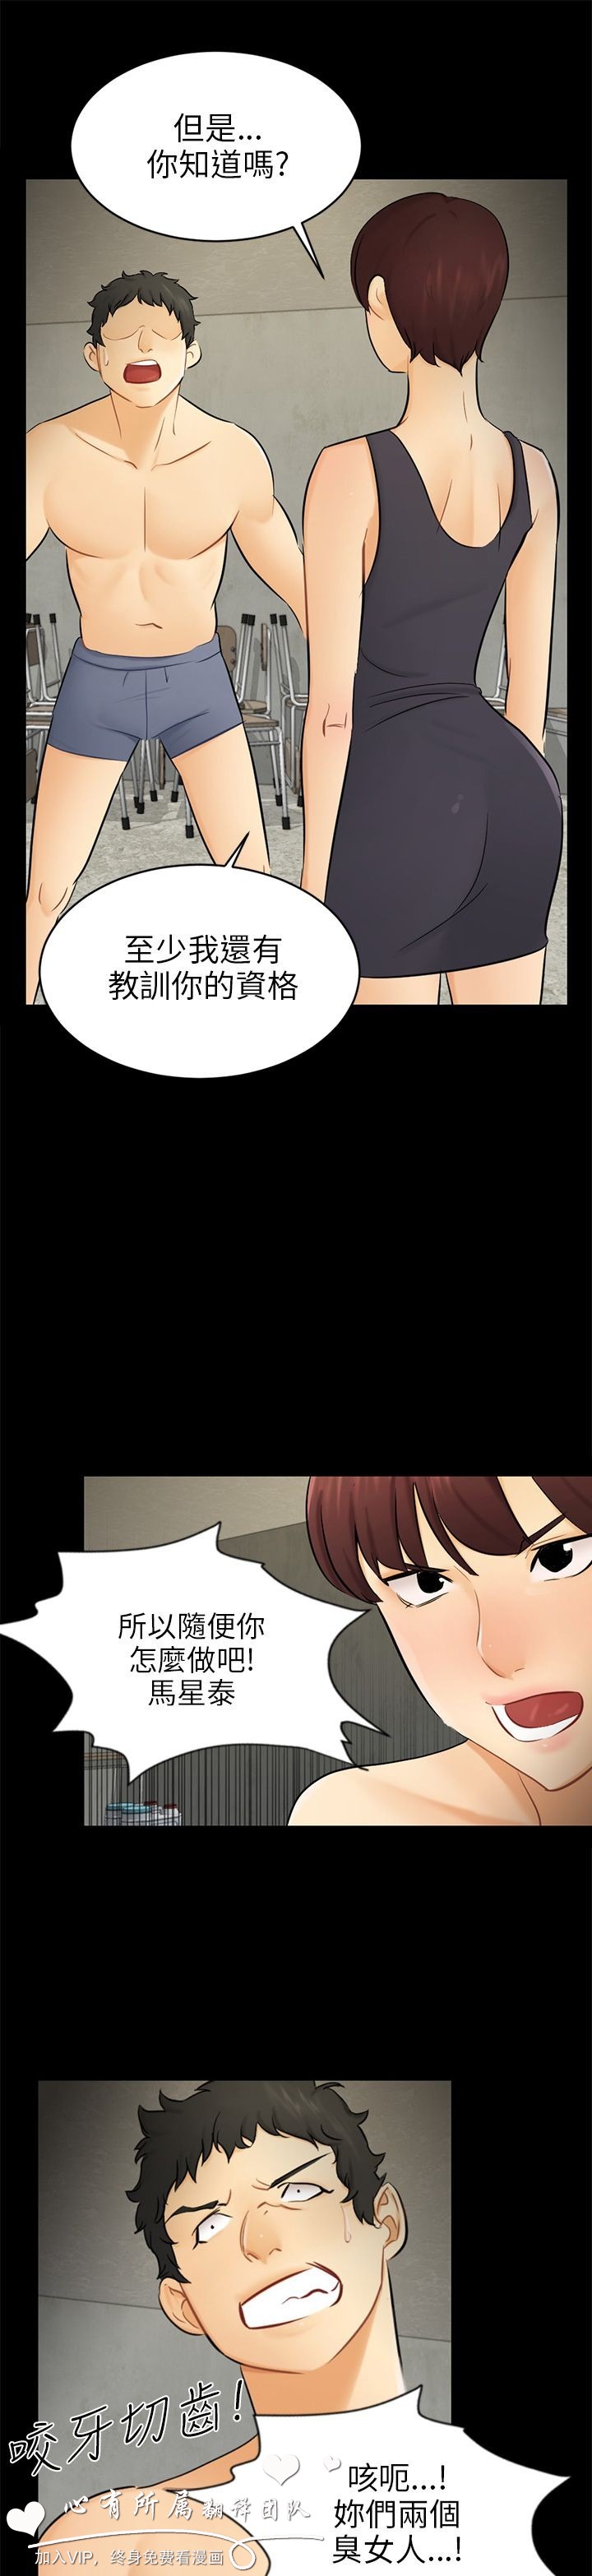 但是...
你知道嗎?
至少我還有
教訓你的資格
所以隨便你
怎麼做吧!
馬星泰
咬牙切齒!
咳呃...!
妳們兩個
臭女人...!
心有所属翻译团队
加入VIP，终身免费看漫画